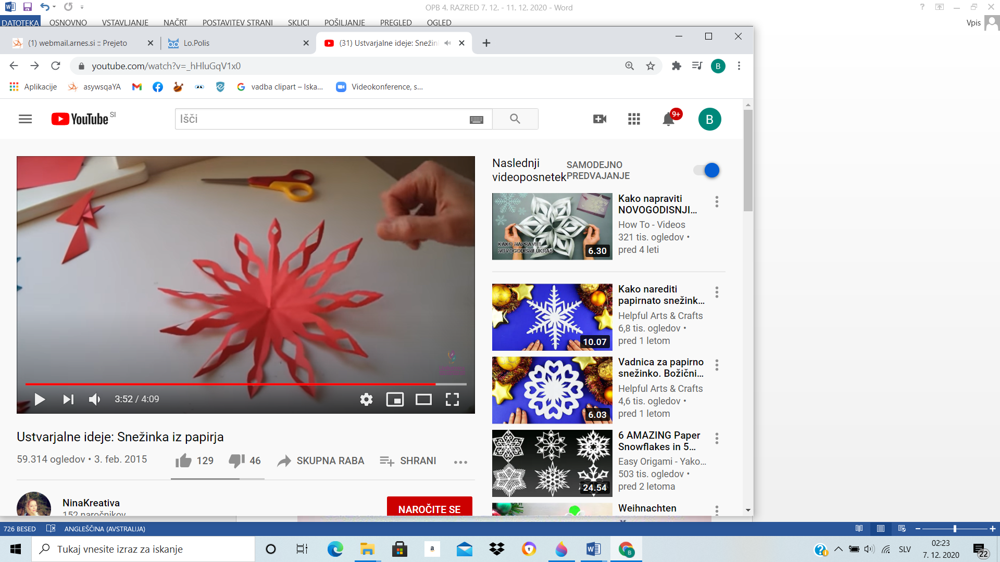 OPB 4. RAZRED 7. 12. - 11. 12. 2020 - Word
DATOTEKA OSNOVNO VSTAVLJANJE NAČRT POSTAVITEV STRANI SKLICI POŠILJANJE PREGLED OGLED Vpis
(1) webmail.arnes.si :: Prejeto
Lo.Polis
(31) Ustvarjalne ideje: Snežin
youtube.com/watch?v=_hHluGqV1x0
B
Aplikacije asywsqaYA vadba clipart – Iska... Videokonference, s...
YouTube SI
Išči
9+
B
Naslednji videoposnetek
SAMODEJNO PREDVAJANJE
KAKO NAPRAVITI
NOVOGODISNJI UKRAS
6.30
Kako napraviti
NOVOGODISNJI...
How To - Videos
321 tis. ogledov •
pred 4 leti
10.07
Kako narediti
papirnato snežink...
Helpful Arts & Crafts
6,8 tis. ogledov •
pred 1 letom
6.03
Vadnica za papirno
snežinko. Božični...
Helpful Arts & Crafts
4,6 tis. ogledov •
pred 1 letom
24.54
6 AMAZING Paper
Snowflakes in 5...
Easy Origami - Yako...
503 tis. ogledov •
pred 2 letoma
Weihnachten
3:52 / 4:09
Ustvarjalne ideje: Snežinka iz papirja
59.314 ogledov • 3. feb. 2015
129 46 SKUPNA RABA SHRANI
NinaKreativa
152 naročnikov
NAROČITE SE
726 BESED ANGLEŠČINA (AVSTRALIJA)
Tukaj vnesite izraz za iskanje
a
B
SLV
02:23
7. 12. 2020
22